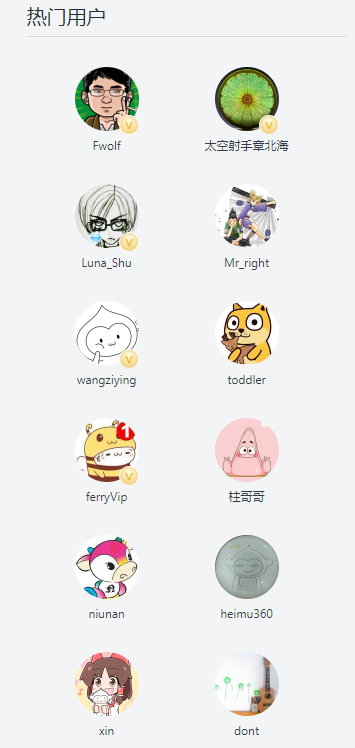 热门用户
Fwolf
太空射手章北海
Luna_Shu
Mr_right
wangziying
toddler
1
ferryVip
柱哥哥
niunan
heimu360
xin
dont